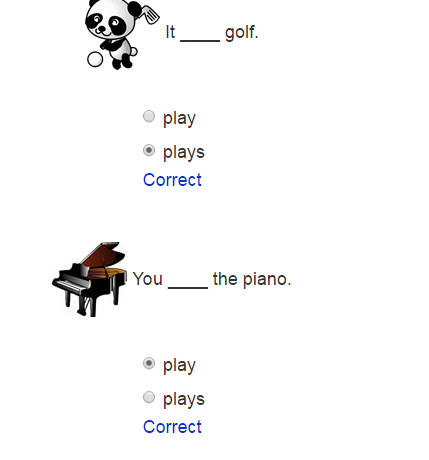 It ____ golf.
play
plays
Correct
You ____ the piano.
play
plays
Correct